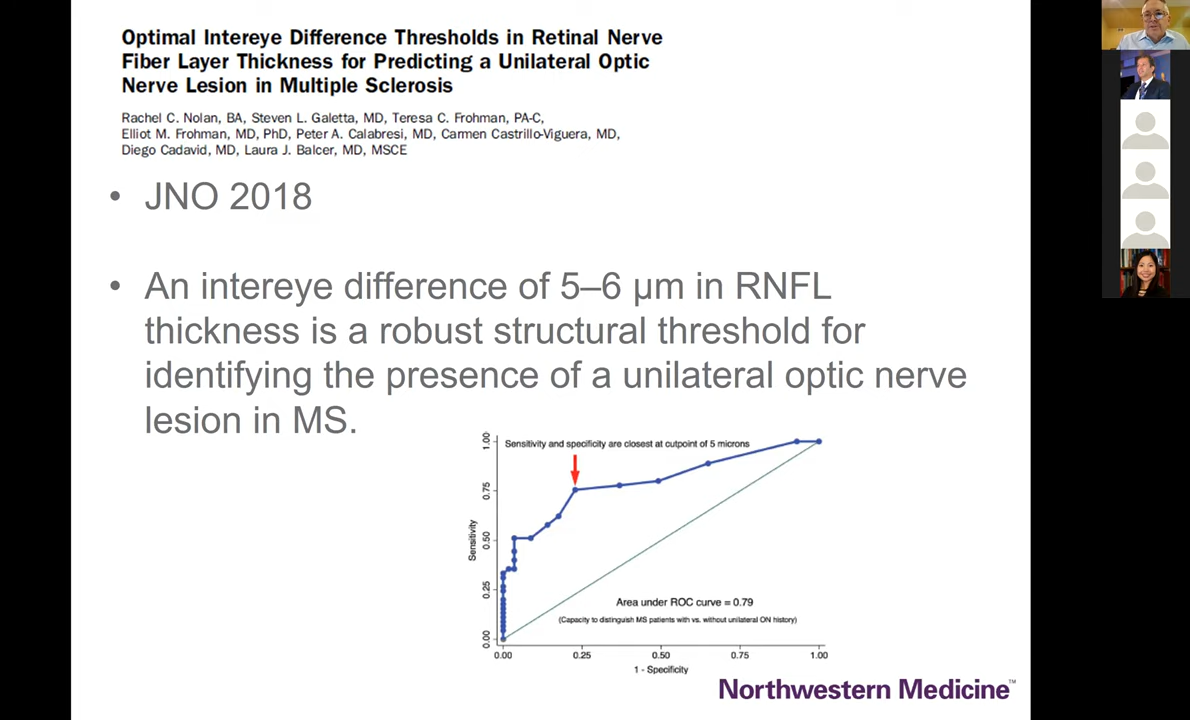 Optimal Intereye Difference Thresholds in Retinal Nerve
Fiber Layer Thickness for Predicting a Unilateral Optic
Nerve Lesion in Multiple Sclerosis
Rachel C. Nolan, BA, Steven L. Galetta, MD, Teresa C. Frohman, PA-C,
Elliot M. Frohman, MD, PhD, Peter A. Calabresi, MD, Carmen Castrillo-Viguera, MD,
Diego Cadavid, MD, Laura J. Balcer, MD, MSCE
• JNO 2018
• An intereye difference of 5–6 μm in RNFL
thickness is a robust structural threshold for
identifying the presence of a unilateral optic nerve
lesion in MS.
Sensitivity and specificity are closest at cutpoint of 5 microns
1.00
0.75
0.50
0.25
0.00
Sensitivity
Area under ROC curve = 0.79
(Capacity to distinguish MS patients with vs. without unilateral ON history)
0.00 0.25 0.50 0.75 1.00
1 - Specificity
Northwestern Medicine™